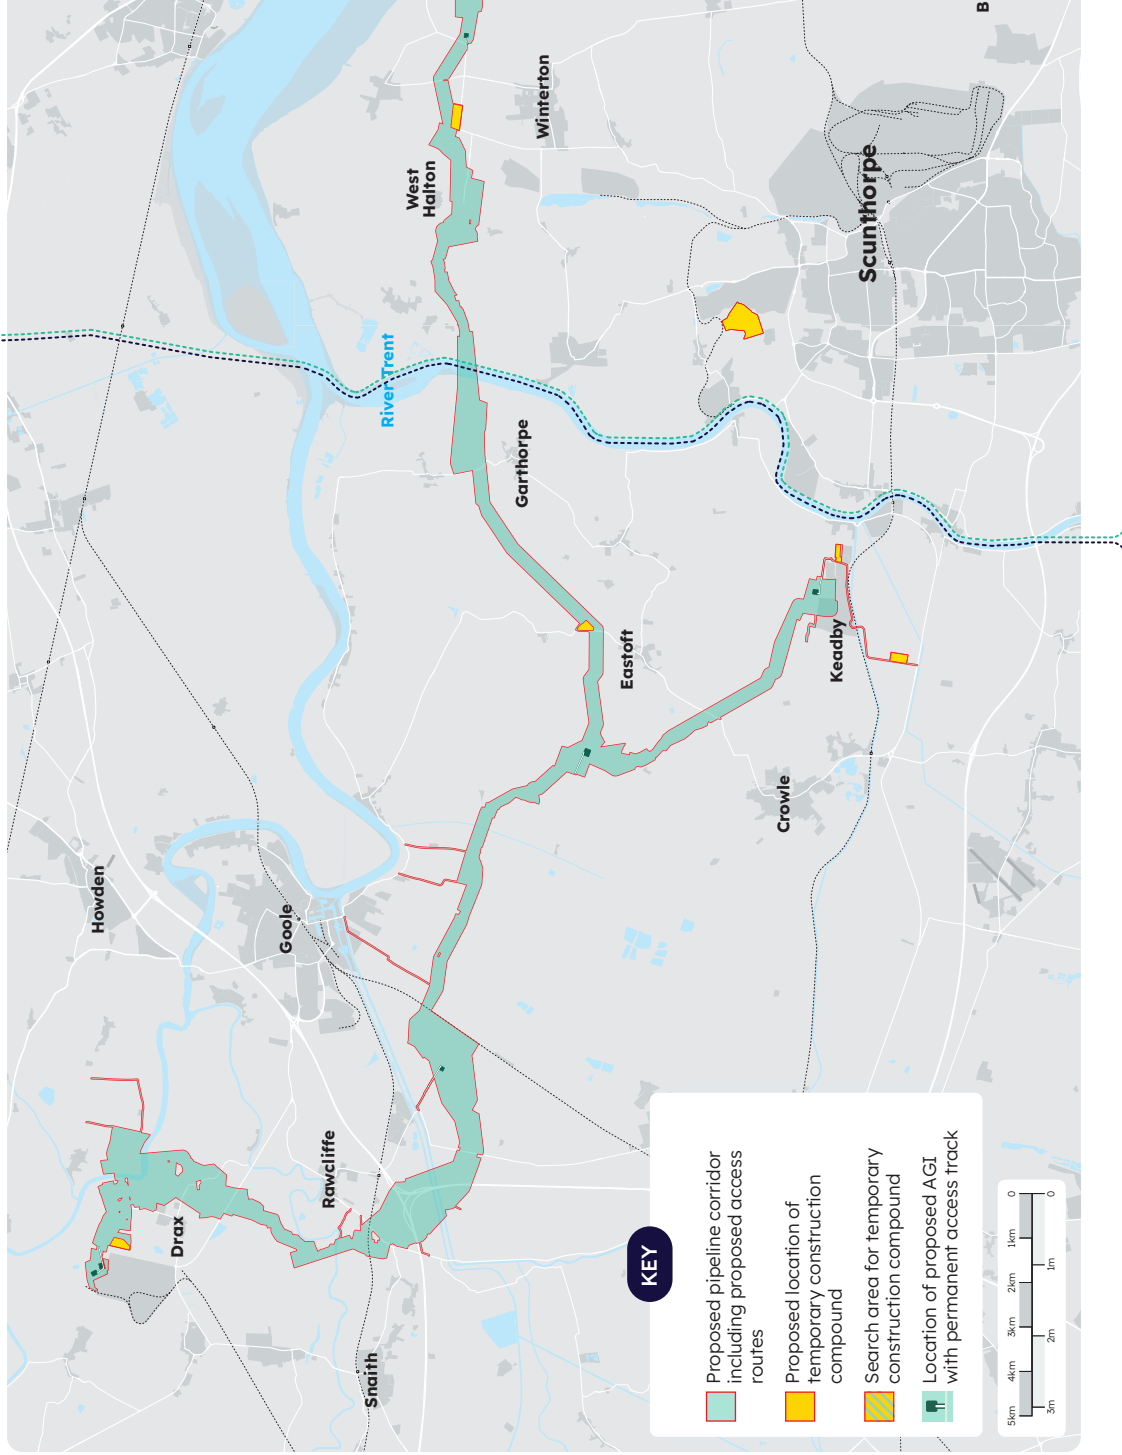 Snaith
Drax
Rawcliffe
Howden
Goole
Crowle
Keadby
Eastoft
Garthorpe
River Trent
West
Halton
Winterton
Scunthorpe
B
KEY
Proposed pipeline corridor
including proposed access
routes
Proposed location of
temporary construction
compound
Search area for temporary
construction compound
Location of proposed AGI
with permanent access track
5km
4km
3km
2km
1km
0
3m
2m
1m
0